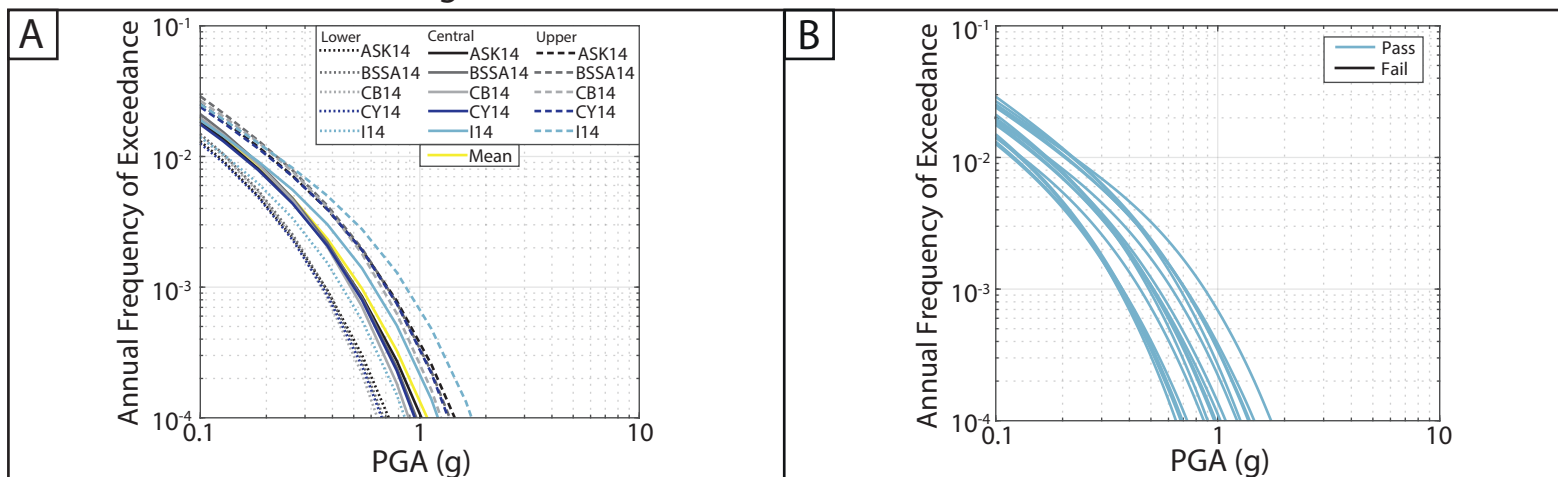 A
Annual Frequency of Exceedance
10-1
10-2
10-3
10-4
Lower Central Upper
ASK14 ASK14 ASK14
BSSA14 BSSA14 BSSA14
CB14 CB14 CB14
CY14 CY14 CY14
I14 I14 I14
Mean
0.1 1 10
PGA (g)
B
Annual Frequency of Exceedance
10-1
10-2
10-3
10-4
Pass
Fail
0.1 1 10
PGA (g)